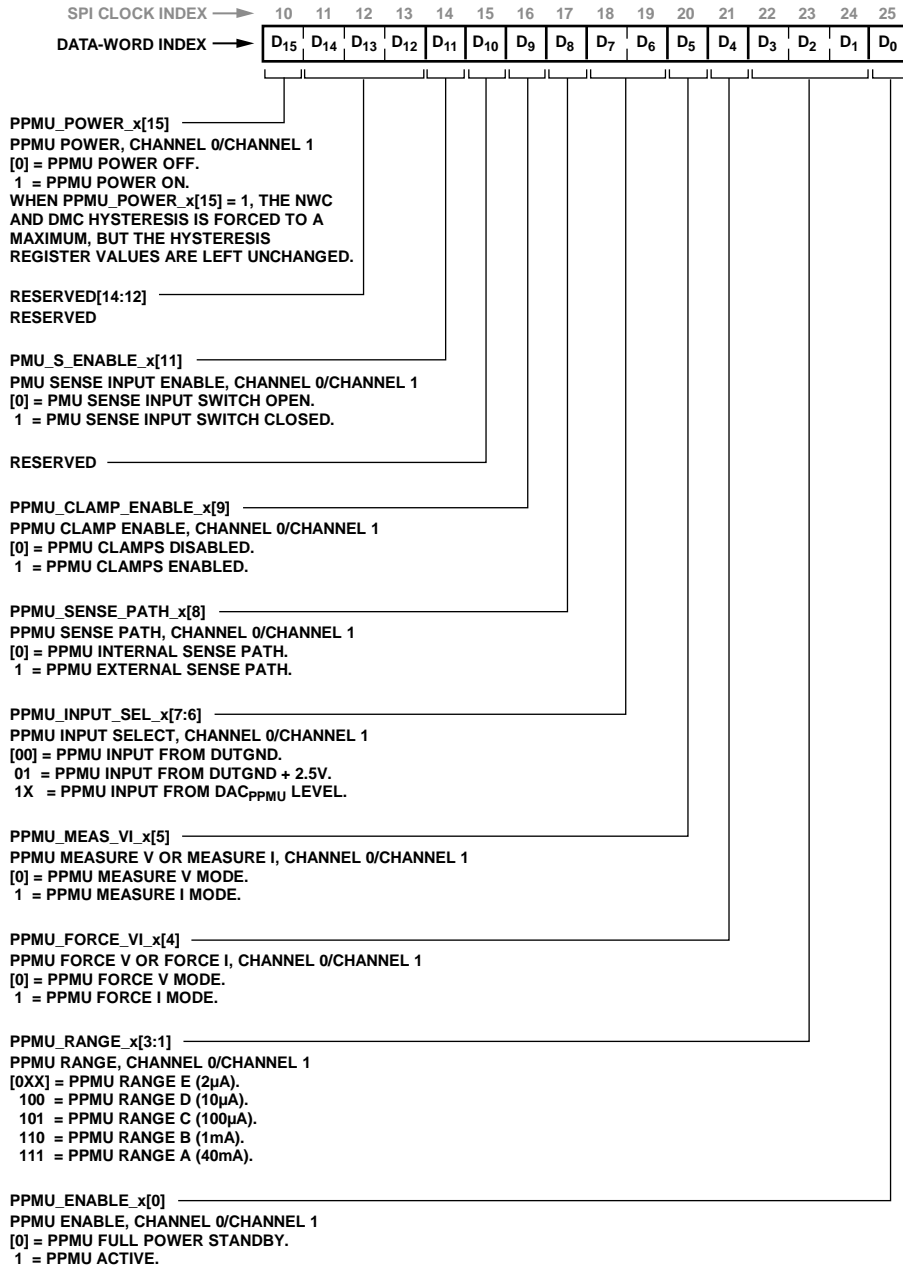 SPI CLOCK INDEX 10 11 12 13 14 15 16 17 18 19 20 21 22 23 24 25
DATA-WORD INDEX D15 D14 D13 D12 D11 D10 D9 D8 D7 D6 D5 D4 D3 D2 D1 D0
PPMU_POWER_x[15]
PPMU POWER, CHANNEL 0/CHANNEL 1
[0] = PPMU POWER OFF.
1 = PPMU POWER ON.
WHEN PPMU_POWER_x[15] = 1, THE NWC
AND DMC HYSTERESIS IS FORCED TO A
MAXIMUM, BUT THE HYSTERESIS
REGISTER VALUES ARE LEFT UNCHANGED.
RESERVED[14:12]
RESERVED
PMU_S_ENABLE_x[11]
PMU SENSE INPUT ENABLE, CHANNEL 0/CHANNEL 1
[0] = PMU SENSE INPUT SWITCH OPEN.
1 = PMU SENSE INPUT SWITCH CLOSED.
RESERVED
PPMU_CLAMP_ENABLE_x[9]
PPMU CLAMP ENABLE, CHANNEL 0/CHANNEL 1
[0] = PPMU CLAMPS DISABLED.
1 = PPMU CLAMPS ENABLED.
PPMU_SENSE_PATH_x[8]
PPMU SENSE PATH, CHANNEL 0/CHANNEL 1
[0] = PPMU INTERNAL SENSE PATH.
1 = PPMU EXTERNAL SENSE PATH.
PPMU_INPUT_SEL_x[7:6]
PPMU INPUT SELECT, CHANNEL 0/CHANNEL 1
[00] = PPMU INPUT FROM DUTGND.
01 = PPMU INPUT FROM DUTGND + 2.5V.
1X = PPMU INPUT FROM DACPPMU LEVEL.
PPMU_MEAS_VI_x[5]
PPMU MEASURE V OR MEASURE I, CHANNEL 0/CHANNEL 1
[0] = PPMU MEASURE V MODE.
1 = PPMU MEASURE I MODE.
PPMU_FORCE_VI_x[4]
PPMU FORCE V OR FORCE I, CHANNEL 0/CHANNEL 1
[0] = PPMU FORCE V MODE.
1 = PPMU FORCE I MODE.
PPMU_RANGE_x[3:1]
PPMU RANGE, CHANNEL 0/CHANNEL 1
[0XX] = PPMU RANGE E (2µA).
100 = PPMU RANGE D (10µA).
101 = PPMU RANGE C (100µA).
110 = PPMU RANGE B (1mA).
111 = PPMU RANGE A (40mA).
PPMU_ENABLE_x[0]
PPMU ENABLE, CHANNEL 0/CHANNEL 1
[0] = PPMU FULL POWER STANDBY.
1 = PPMU ACTIVE.